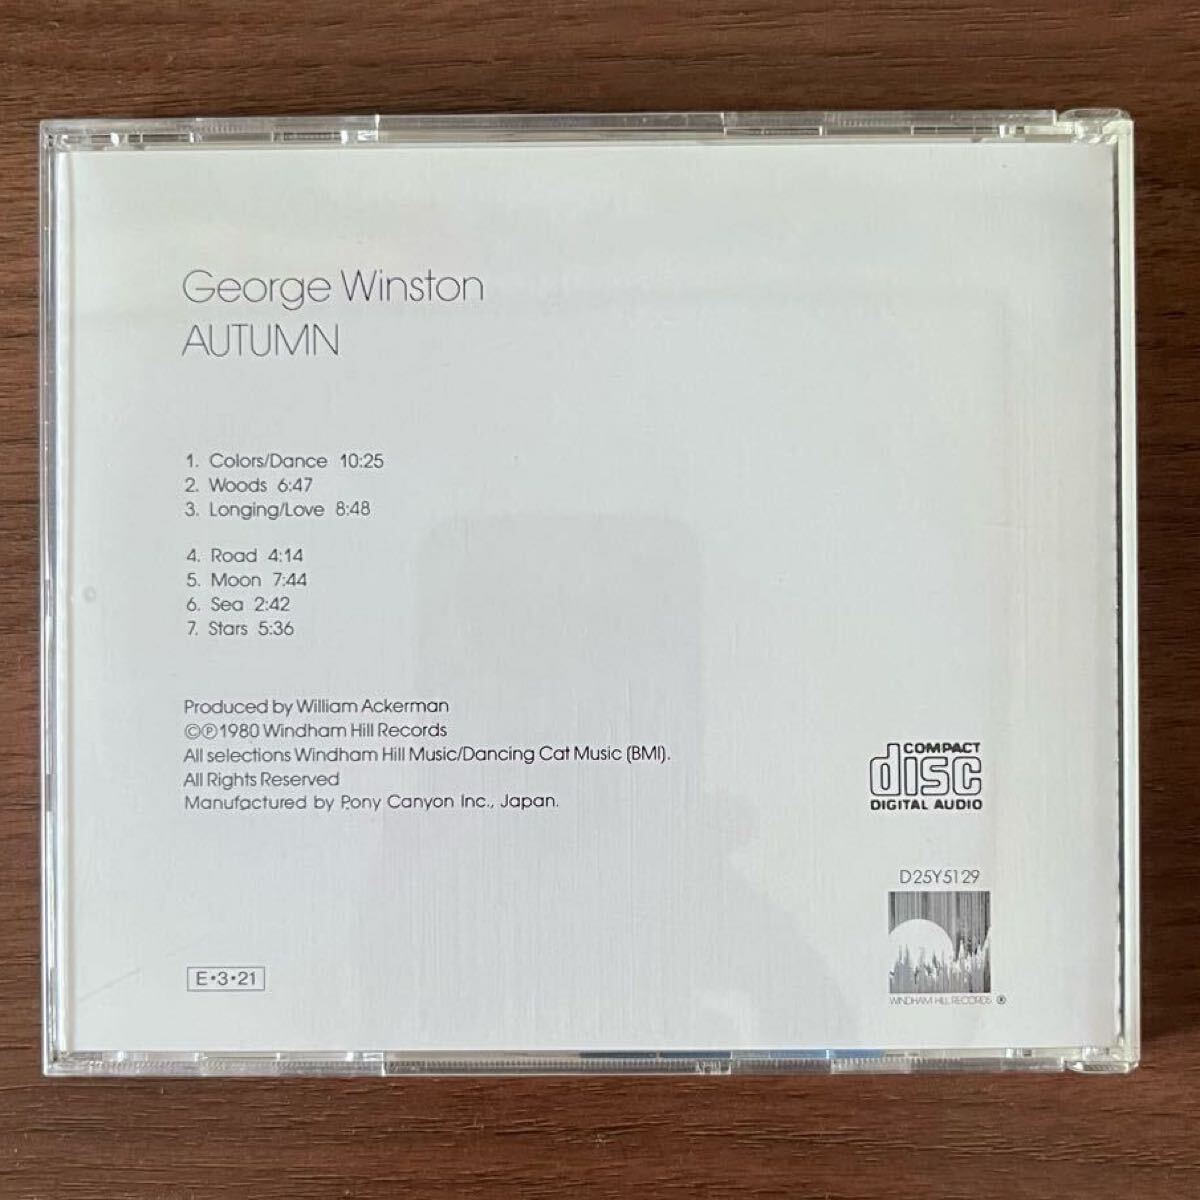 George Winston
AUTUMN
1. Colors/Dance 10:25
2. Woods 6:47
3. Longing/Love 8:48
4. Road 4:14
5. Moon 7:44
6. Sea 2:42
7. Stars 5:36
Produced by William Ackerman
©℗1980 Windham Hill Records
All selections Windham Hill Music/Dancing Cat Music (BMI).
All Rights Reserved
Manufactured by Pony Canyon Inc., Japan.
COMPACT
disc
DIGITAL AUDIO
D25Y5129
WINDHAM HILL RECORDS ®
E•3•21